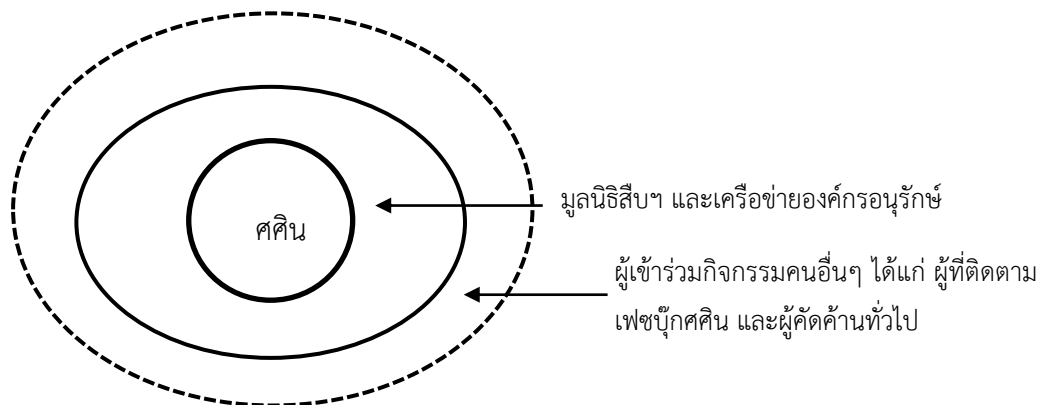 มูลนิธิสืบฯ และเครือข่ายองค์กรอนุรักษ์
ศศิน
ผู้เข้าร่วมกิจกรรมคนอื่นๆ ได้แก่ ผู้ที่ติดตาม
เฟซบุ๊กศศิน และผู้คัดค้านทั่วไป